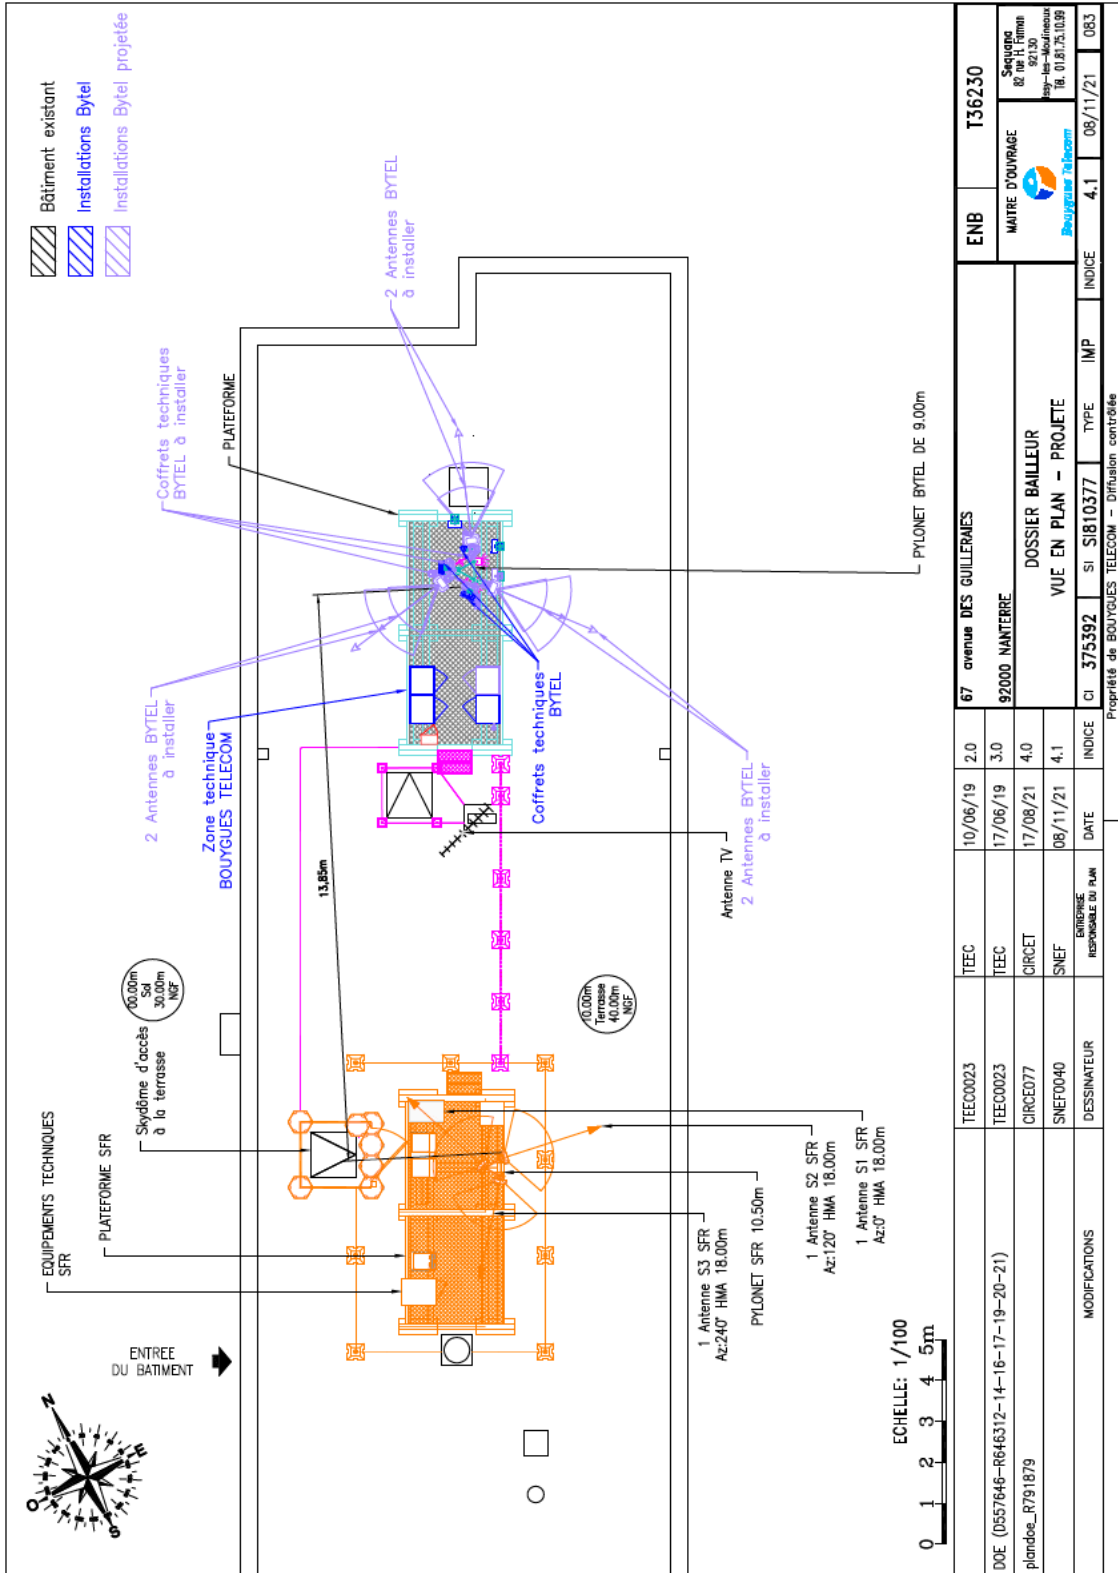 Bâtiment existant
Installations Bytel
Installations Bytel projetée
2 Antennes BYTEL
à installer
Coffrets techniques
BYTEL à installer
PLATEFORME
2 Antennes BYTEL
à installer
Zone technique
BOUYGUES TELECOM
13,85m
PYLONET BYTEL DE 9.00m
Coffrets techniques
BYTEL
Antenne TV
2 Antennes BYTEL
à installer
00.00m
Sol
30.00m
NGF
10.00m
Terrasse
40.00m
NGF
Skydôme d'accès
à la terrasse
PLATEFORME SFR
EQUIPEMENTS TECHNIQUES
SFR
ENTREE
DU BATIMENT
N
E
S
O
1 Antenne S3 SFR
Az:240° HMA 18.00m
PYLONET SFR 10.50m
1 Antenne S2 SFR
Az:120° HMA 18.00m
1 Antenne S1 SFR
Az:0° HMA 18.00m
ECHELLE: 1/100
0 1 2 3 4 5m
DOE (D557646-R646312-14-16-17-19-20-21)
plandoe_R791879
MODIFICATIONS
TEEC0023 TEEC 10/06/19 2.0
TEEC0023 TEEC 17/06/19 3.0
CIRCE077 CIRCET 17/08/21 4.0
SNEF0040 SNEF 08/11/21 4.1
DESSINATEUR
ENTREPRISE
RESPONSABLE DU PLAN
DATE
INDICE
67 avenue DES GUILLERAIES
92000 NANTERRE
DOSSIER BAILLEUR
VUE EN PLAN - PROJETE
CI 375392 SI SI810377 TYPE IMP INDICE 4.1 08/11/21 083
ENB T36230
MAITRE D'OUVRAGE
Bouygues Telecom
Sequana
82 rue H. Farman
92130
Issy-les-Moulineaux
Tél. 01.81.75.10.99
Propriété de BOUYGUES TELECOM - Diffusion contrôlée